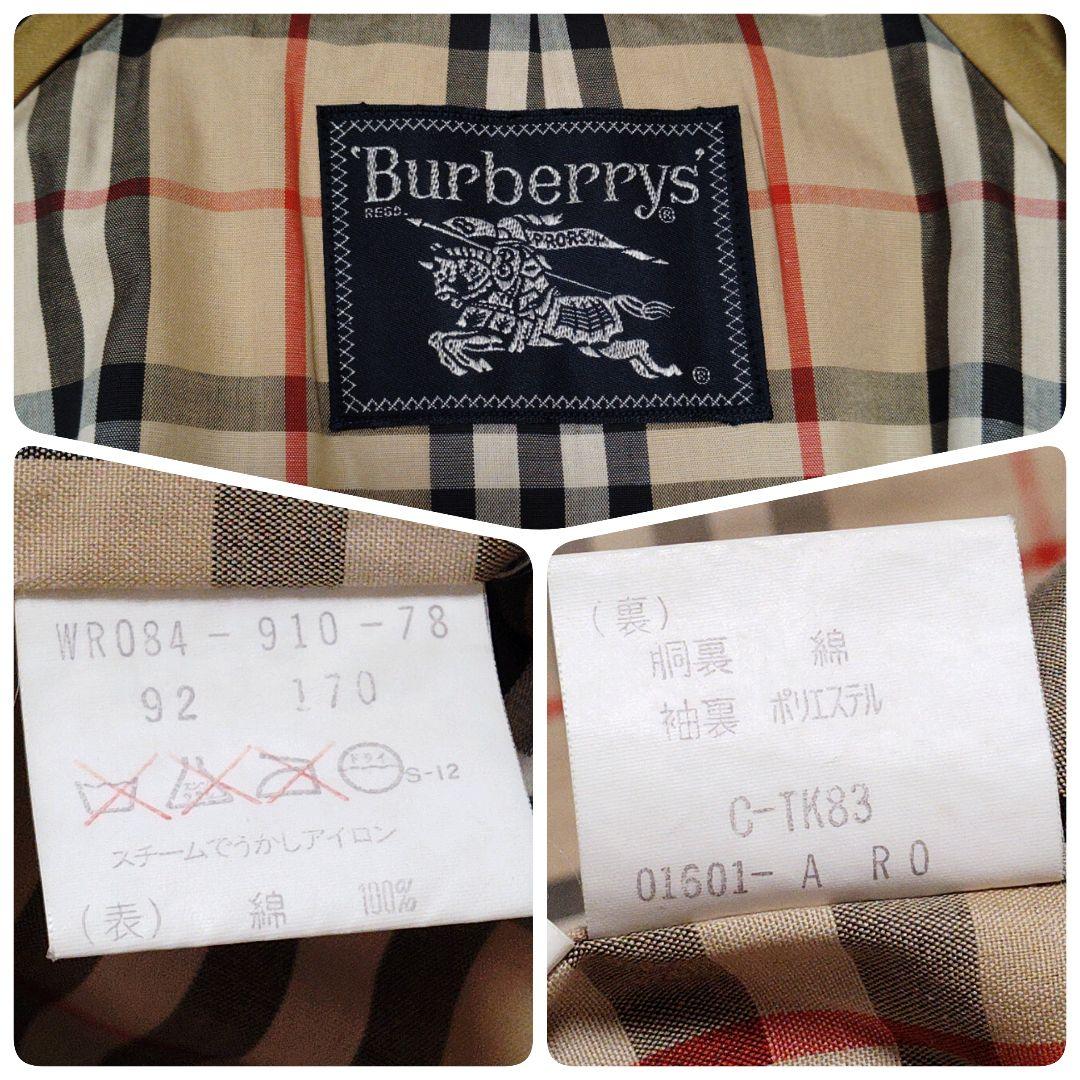 'Burberrys'
REGD. ®
PRORSUM
®
WR084-910-78
92 170
ドライ
S-12
スチームでうかしアイロン
(表) 綿 100%
(裏)
胴裏 綿
袖裏 ポリエステル
C-TK83
01601- A RO